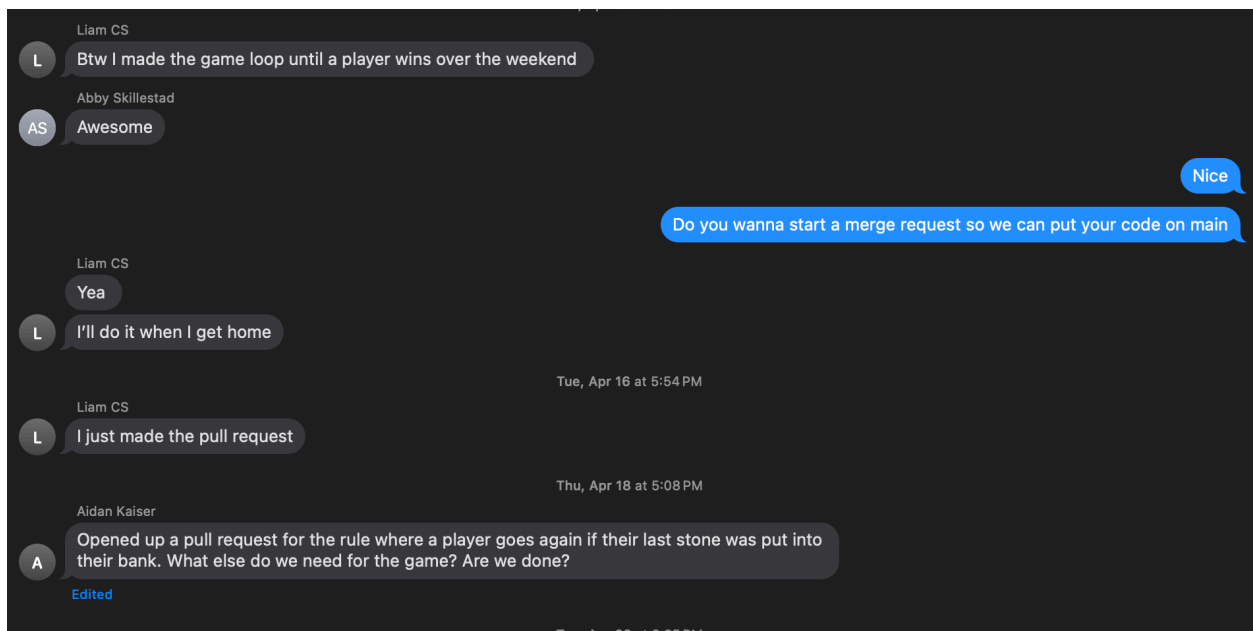 Liam CS
L
Btw I made the game loop until a player wins over the weekend
Abby Skillestad
AS
Awesome
Nice
Do you wanna start a merge request so we can put your code on main
Liam CS
Yea
L
I'll do it when I get home
Tue, Apr 16 at 5:54 PM
Liam CS
L
I just made the pull request
Thu, Apr 18 at 5:08 PM
Aidan Kaiser
Opened up a pull request for the rule where a player goes again if their last stone was put into
A
their bank. What else do we need for the game? Are we done?
Edited